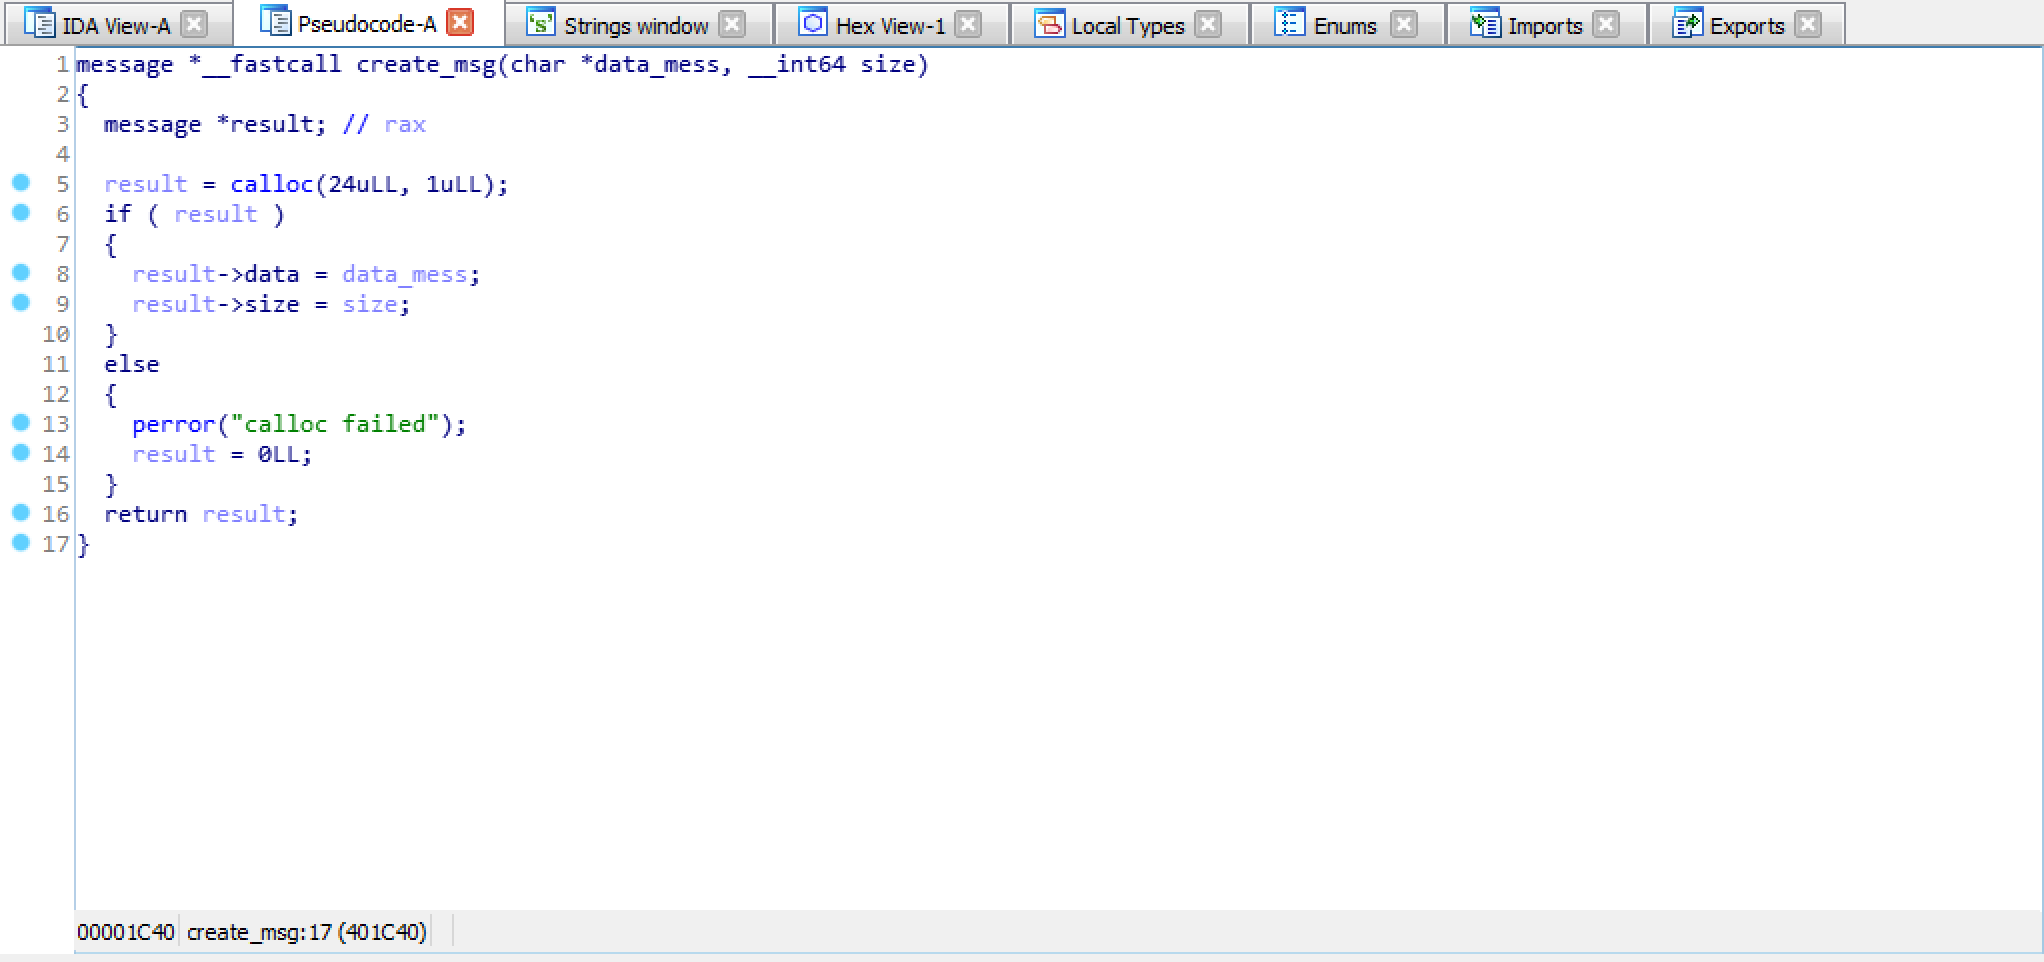 IDA View-A Pseudocode-A 's' Strings window Hex View-1 Local Types Enums Imports Exports
1 message *__fastcall create_msg(char *data_mess, __int64 size)
2 {
3   message *result; // rax
4
5   result = calloc(24uLL, 1uLL);
6   if ( result )
7   {
8     result->data = data_mess;
9     result->size = size;
10   }
11   else
12   {
13     perror("calloc failed");
14     result = 0LL;
15   }
16   return result;
17 }
00001C40 create_msg:17 (401C40)